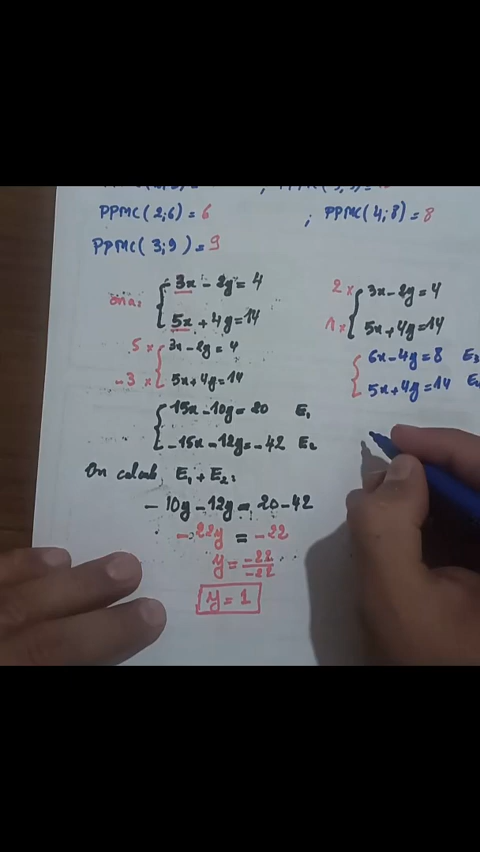 PPMC(2;6) = 6 ; PPMC(4;8) = 8
PPMC(3;9) = 9
on a: { 3x - 2y = 4
5x + 4y = 14
5 × { 3x - 2y = 4
-3 × 5x + 4y = 14
{ 15x - 10y = 20 E1
-15x - 12y = -42 E2
On calcule E1 + E2:
- 10y - 12y = 20 - 42
- 22y = -22
y = -22/-22
y = 1
2 × { 3x - 2y = 4
1 × 5x + 4y = 14
{ 6x - 4y = 8 E3
5x + 4y = 14